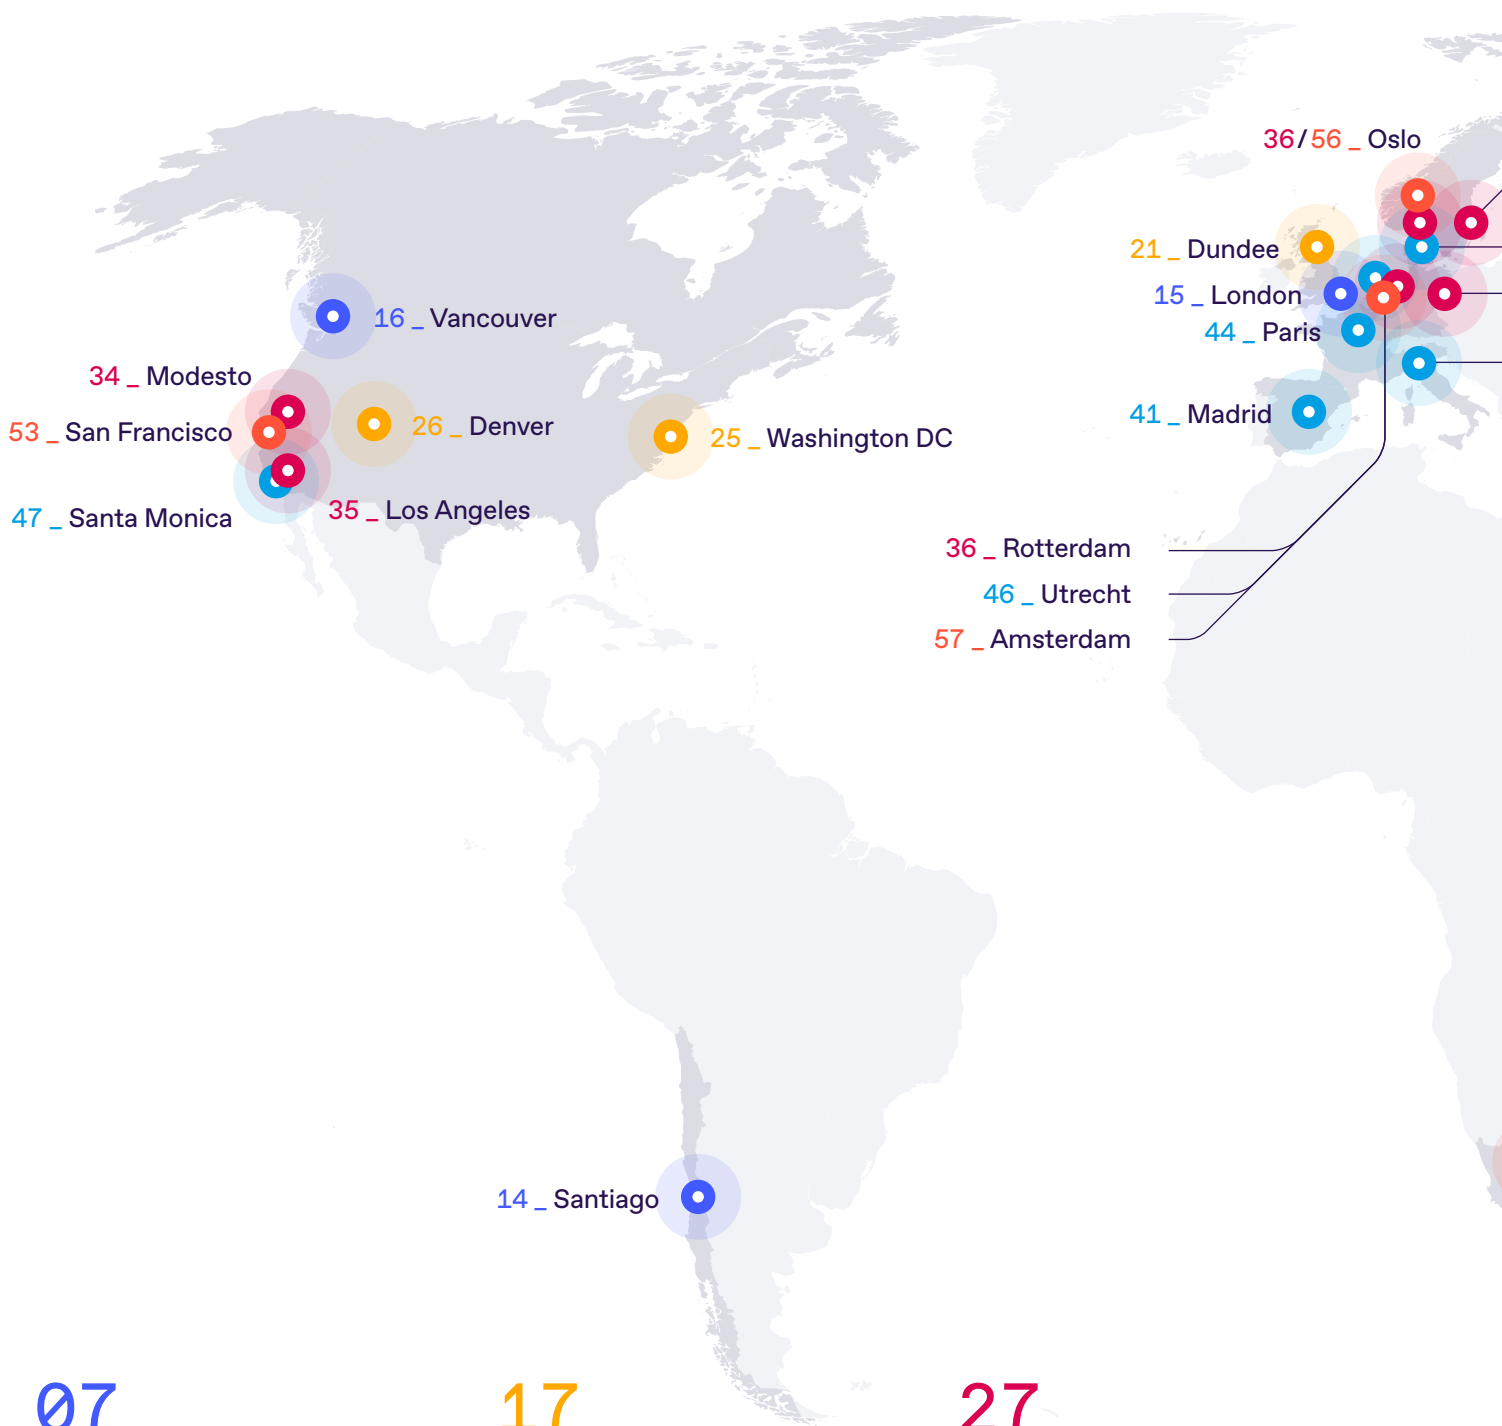 36/56 _ Oslo
21 _ Dundee
15 _ London
16 _ Vancouver
44 _ Paris
34 _ Modesto
41 _ Madrid
26 _ Denver
53 _ San Francisco
25 _ Washington DC
35 _ Los Angeles
47 _ Santa Monica
36 _ Rotterdam
46 _ Utrecht
57 _ Amsterdam
14 _ Santiago
07 17 27